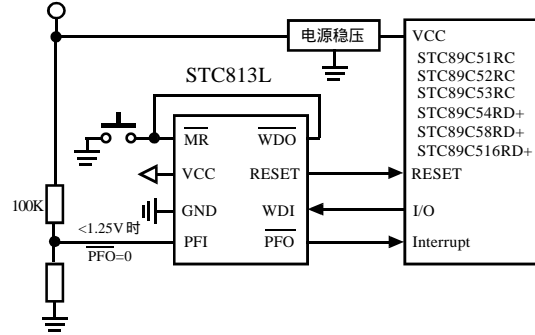 电源稳压
VCC
STC89C51RC
STC89C52RC
STC89C53RC
STC89C54RD+
STC89C58RD+
STC89C516RD+
RESET
I/O
Interrupt
STC813L
MR
WDO
VCC
RESET
GND
WDI
PFI
PFO
100K
<1.25V时
PFO=0